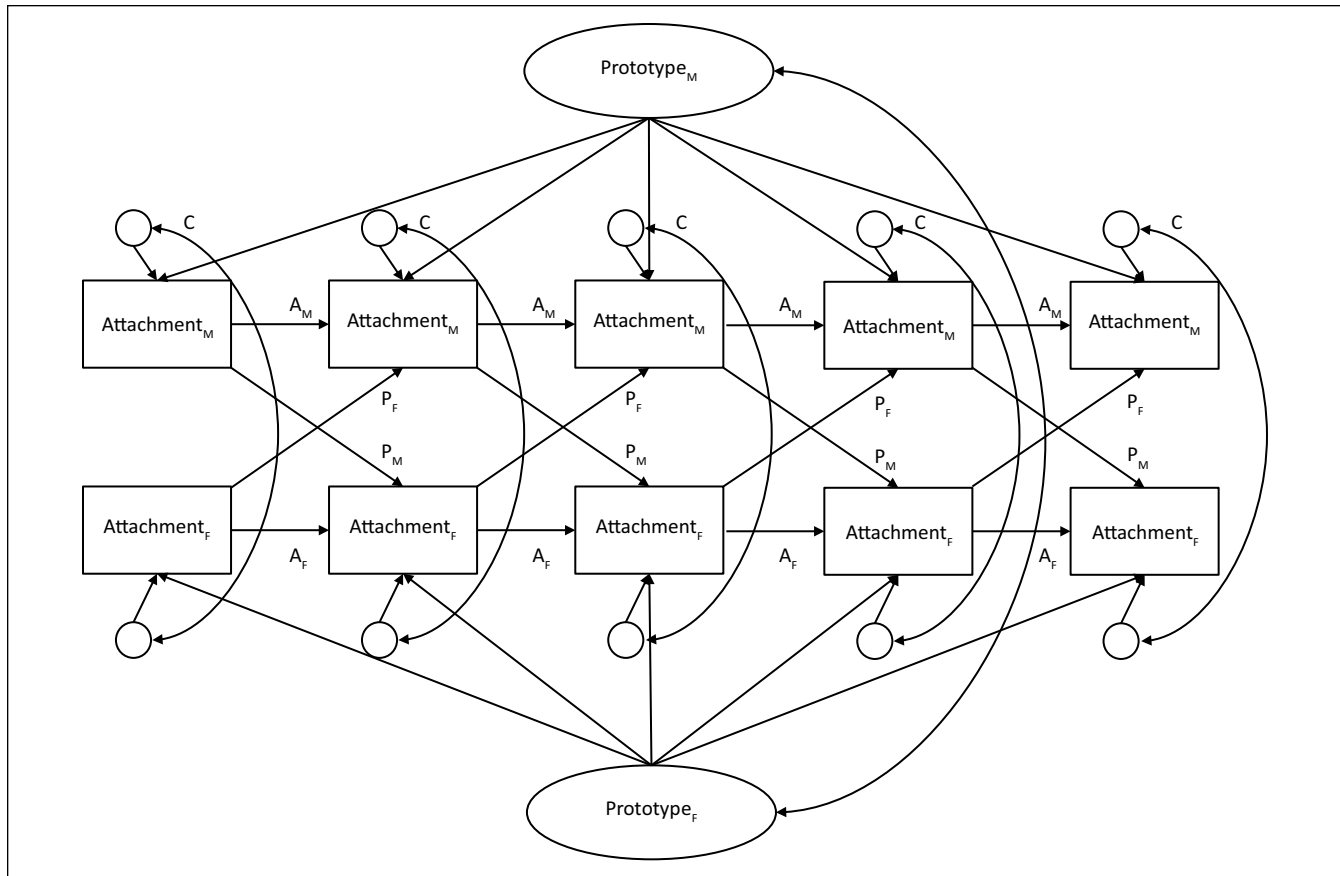 Prototype_M
C C C C C
A_M A_M A_M A_M
Attachment_M Attachment_M Attachment_M Attachment_M Attachment_M
P_F P_F P_F P_F
P_M P_M P_M P_M
Attachment_F Attachment_F Attachment_F Attachment_F Attachment_F
A_F A_F A_F A_F
Prototype_F